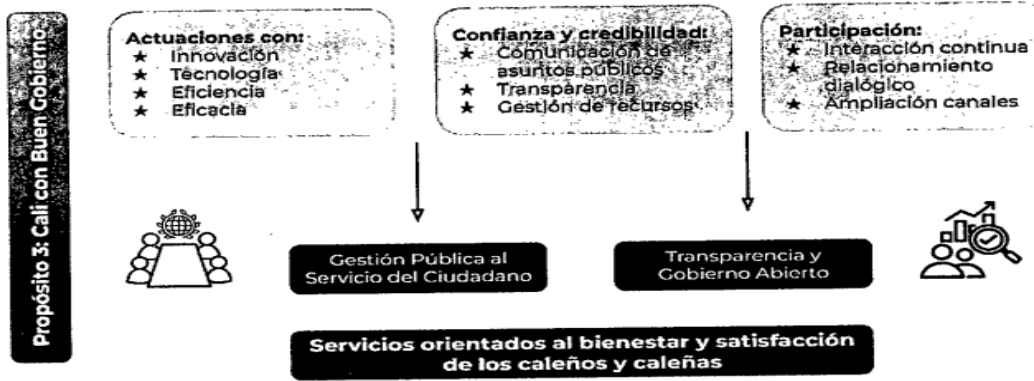 Propósito 3: Cali con Buen Gobierno.
Actuaciones con:
★ Innovación
★ Técnología
★ Eficiencia
★ Eficacia
Confianza y credibilidad:
★ Comunicación de
asuntos públicos
★ Transparencia
★ Gestión de recursos
Participación:
★ Interacción continua
★ Relacionamiento
dialógico
★ Ampliación canales
Gestión Pública al
Servicio del Ciudadano
Transparencia y
Gobierno Abierto
Servicios orientados al bienestar y satisfacción
de los caleños y caleñas